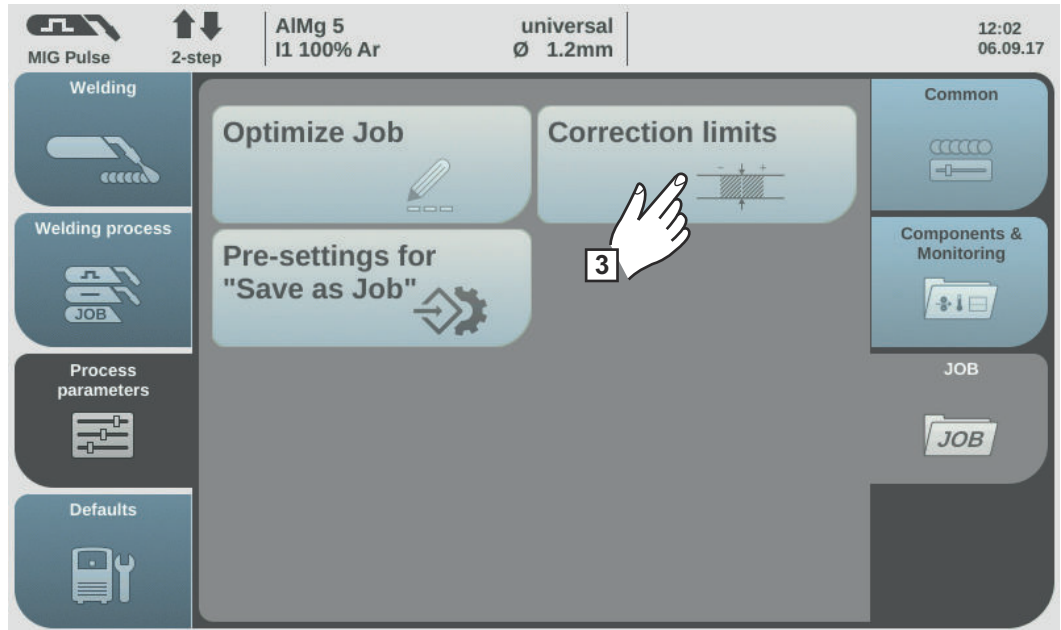 MIG Pulse
2-step
AlMg 5
I1 100% Ar
universal
Ø 1.2mm
12:02
06.09.17
Welding
Welding process
JOB
Process
parameters
Defaults
Optimize Job
Correction limits
- +
3
Pre-settings for
"Save as Job"
Common
Components &
Monitoring
JOB
JOB